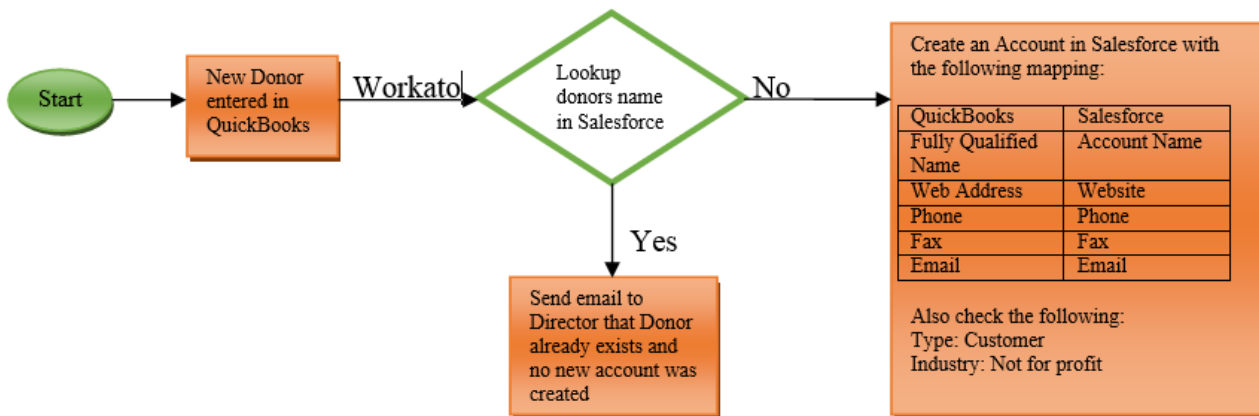 Start
New Donor
entered in
QuickBooks
Workato
Lookup
donors name
in Salesforce
No
Yes
Send email to
Director that Donor
already exists and
no new account was
created
Create an Account in Salesforce with
the following mapping:
QuickBooks Salesforce
Fully Qualified Account Name
Name
Web Address Website
Phone Phone
Fax Fax
Email Email
Also check the following:
Type: Customer
Industry: Not for profit